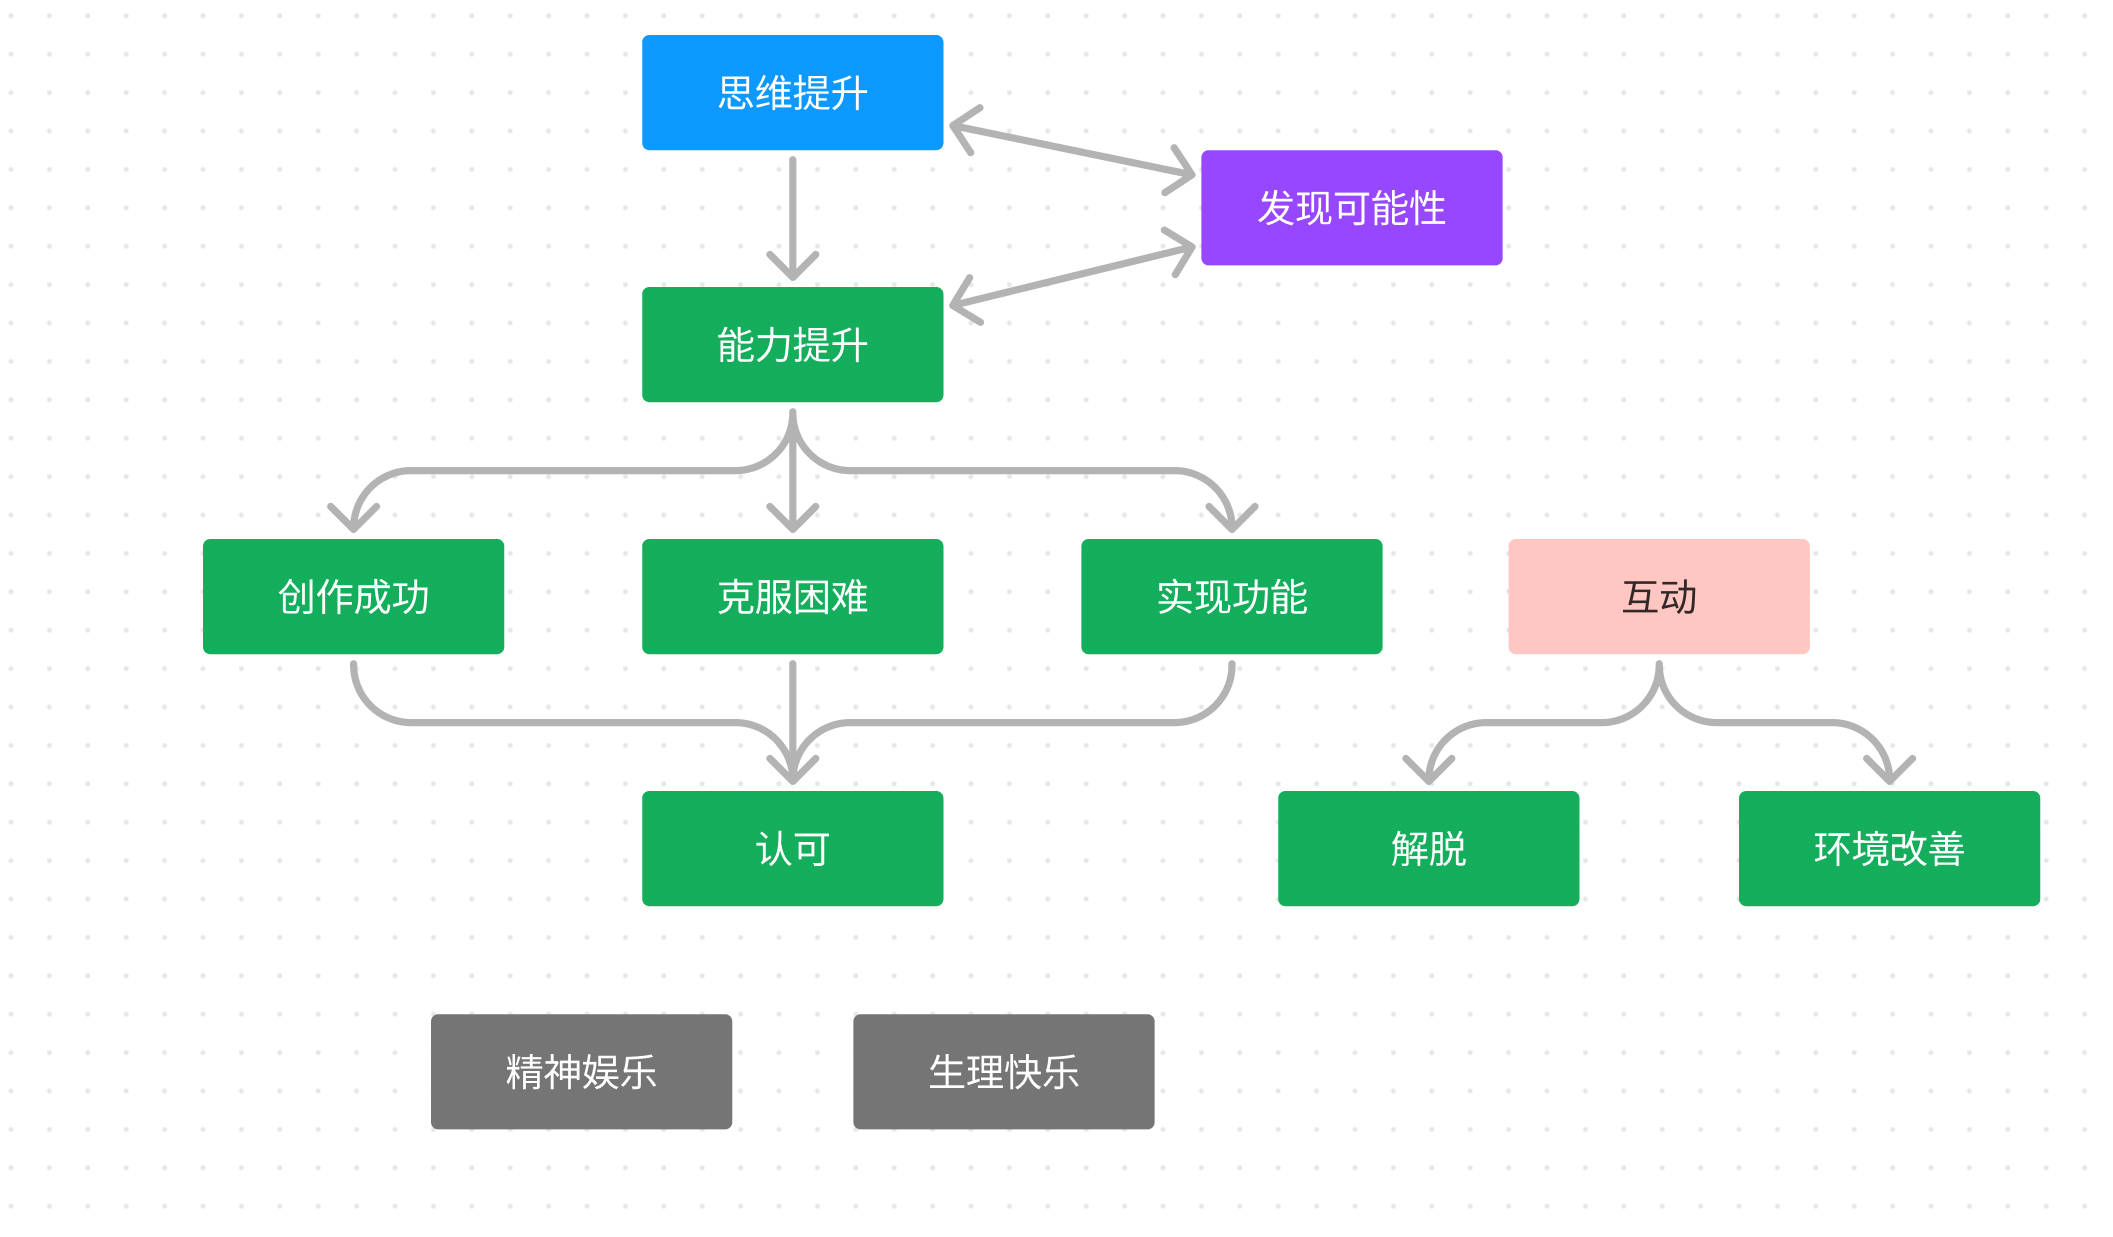 思维提升
发现可能性
能力提升
创作成功
克服困难
实现功能
互动
认可
解脱
环境改善
精神娱乐
生理快乐